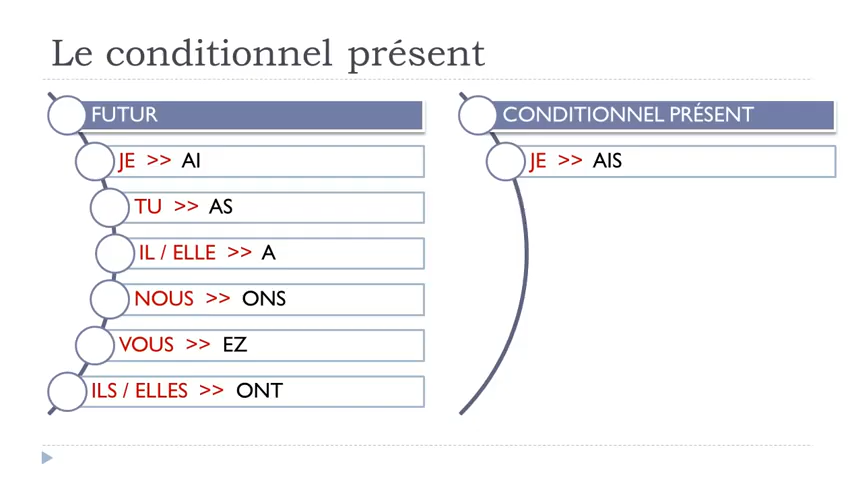 Le conditionnel présent
FUTUR
JE >> AI
TU >> AS
IL / ELLE >> A
NOUS >> ONS
VOUS >> EZ
ILS / ELLES >> ONT
CONDITIONNEL PRÉSENT
JE >> AIS